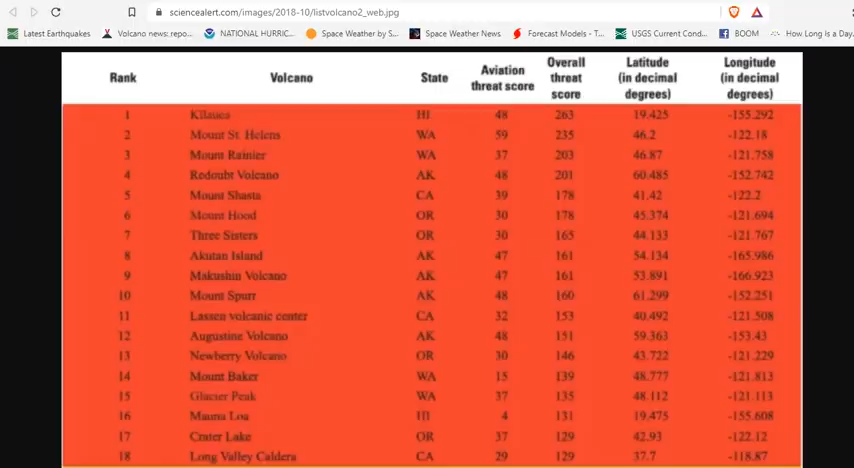 sciencealert.com/images/2018-10/listvolcano2_web.jpg
Latest Earthquakes Volcano news: repo... NATIONAL HURRIC... Space Weather by S... Space Weather News Forecast Models - T... USGS Current Cond... BOOM How Long Is a Day.
Rank Volcano State Aviation threat score Overall threat score Latitude (in decimal degrees) Longitude (in decimal degrees)
1 Kilauea HI 48 263 19.425 -155.292
2 Mount St. Helens WA 59 235 46.2 -122.18
3 Mount Rainier WA 37 203 46.87 -121.758
4 Redoubt Volcano AK 48 201 60.485 -152.742
5 Mount Shasta CA 39 178 41.42 -122.2
6 Mount Hood OR 30 178 45.374 -121.694
7 Three Sisters OR 30 165 44.133 -121.767
8 Akutan Island AK 47 161 54.134 -165.986
9 Makushin Volcano AK 47 161 53.891 -166.923
10 Mount Spurr AK 48 160 61.299 -152.251
11 Lassen volcanic center CA 32 153 40.492 -121.508
12 Augustine Volcano AK 48 151 59.363 -153.43
13 Newberry Volcano OR 30 146 43.722 -121.229
14 Mount Baker WA 15 139 48.777 -121.813
15 Glacier Peak WA 37 135 48.112 -121.113
16 Mauna Loa HI 4 131 19.475 -155.608
17 Crater Lake OR 37 129 42.93 -122.12
18 Long Valley Caldera CA 29 129 37.7 -118.87